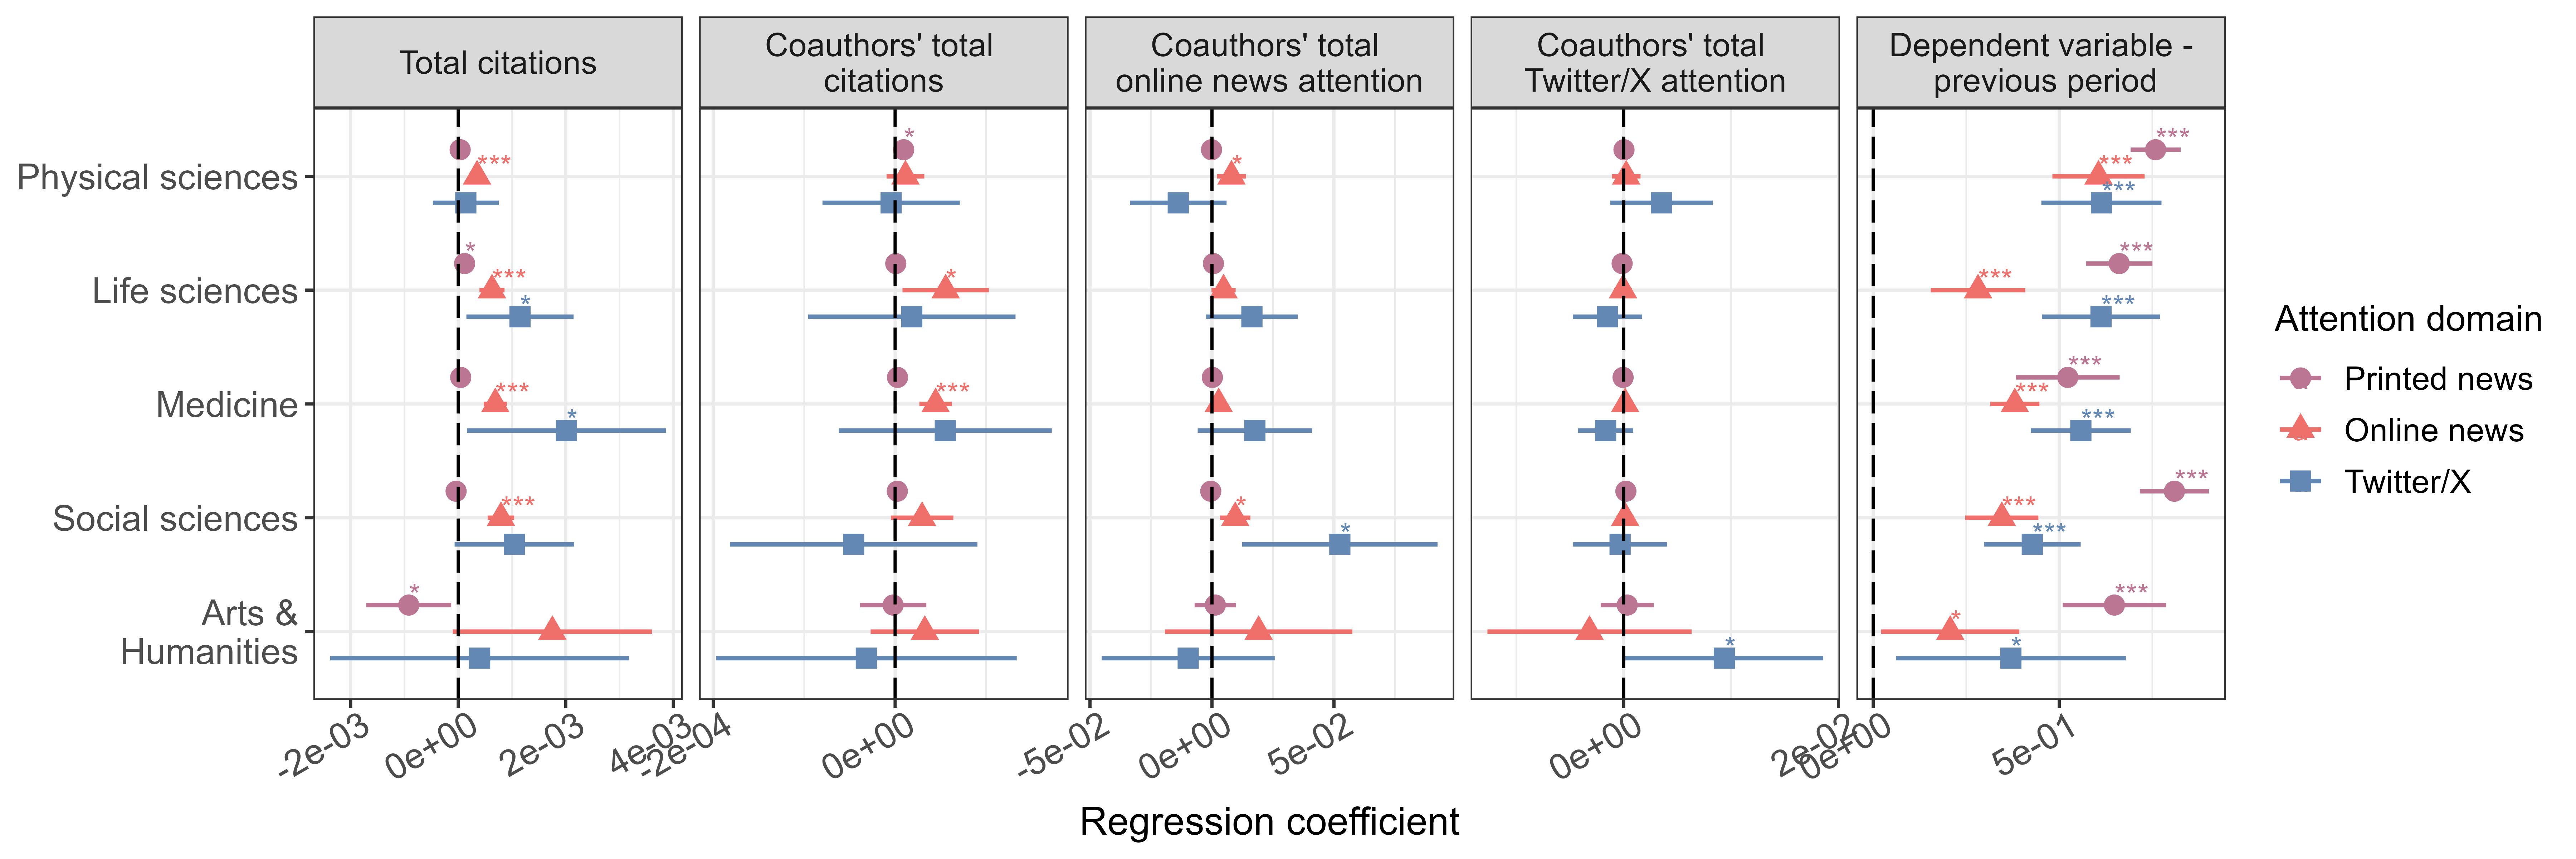 Total citations
Coauthors' total
citations
Coauthors' total
online news attention
Coauthors' total
Twitter/X attention
Dependent variable -
previous period
Physical sciences
* *** * * *** *** ***
Life sciences
* *** * * *** *** ***
Medicine
*** * *** *** *** ***
Social sciences
*** * * *** *** ***
Arts &
Humanities
* * *** * *
-2e-03 0e+00 2e-03 4e-03
-2e-04 0e+00
-5e-02 0e+00 5e-02
0e+00 2e-02
0e+00 5e-01
Regression coefficient
Attention domain
Printed news
Online news
Twitter/X